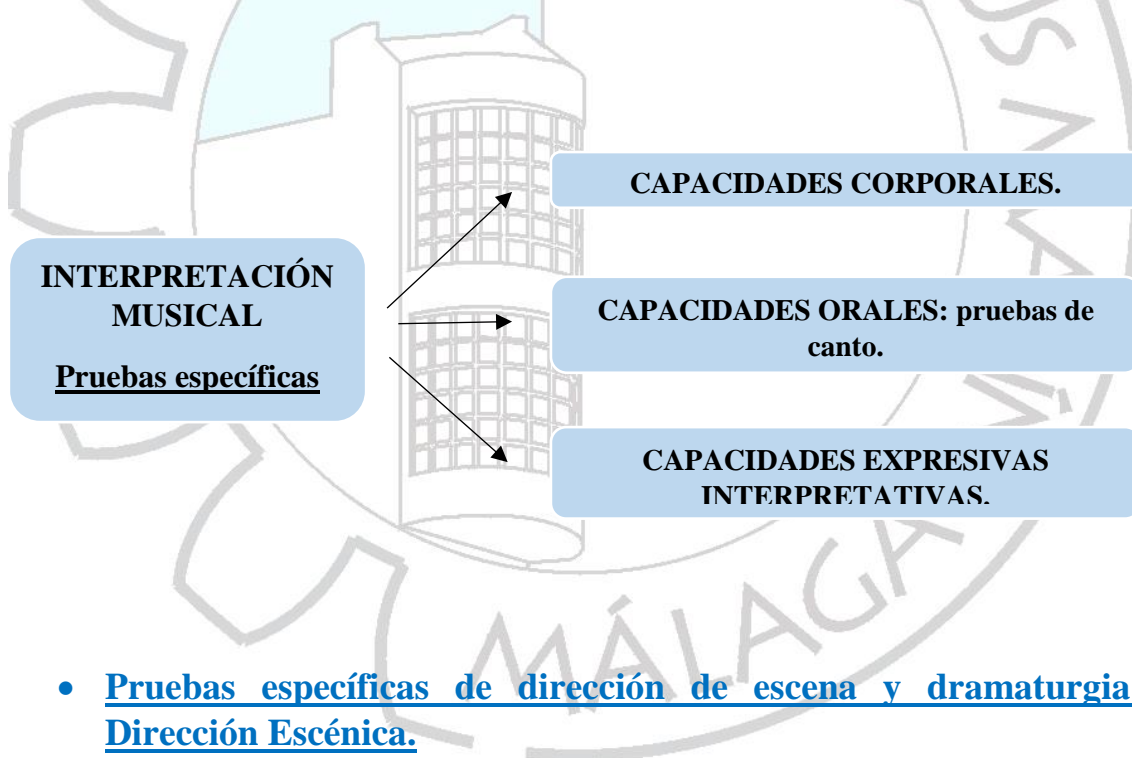 CAPACIDADES CORPORALES.
INTERPRETACIÓN
MUSICAL
Pruebas específicas
CAPACIDADES ORALES: pruebas de
canto.
CAPACIDADES EXPRESIVAS
INTERPRETATIVAS.
MÁLAGA
• Pruebas específicas de dirección de escena y dramaturgia
Dirección Escénica.